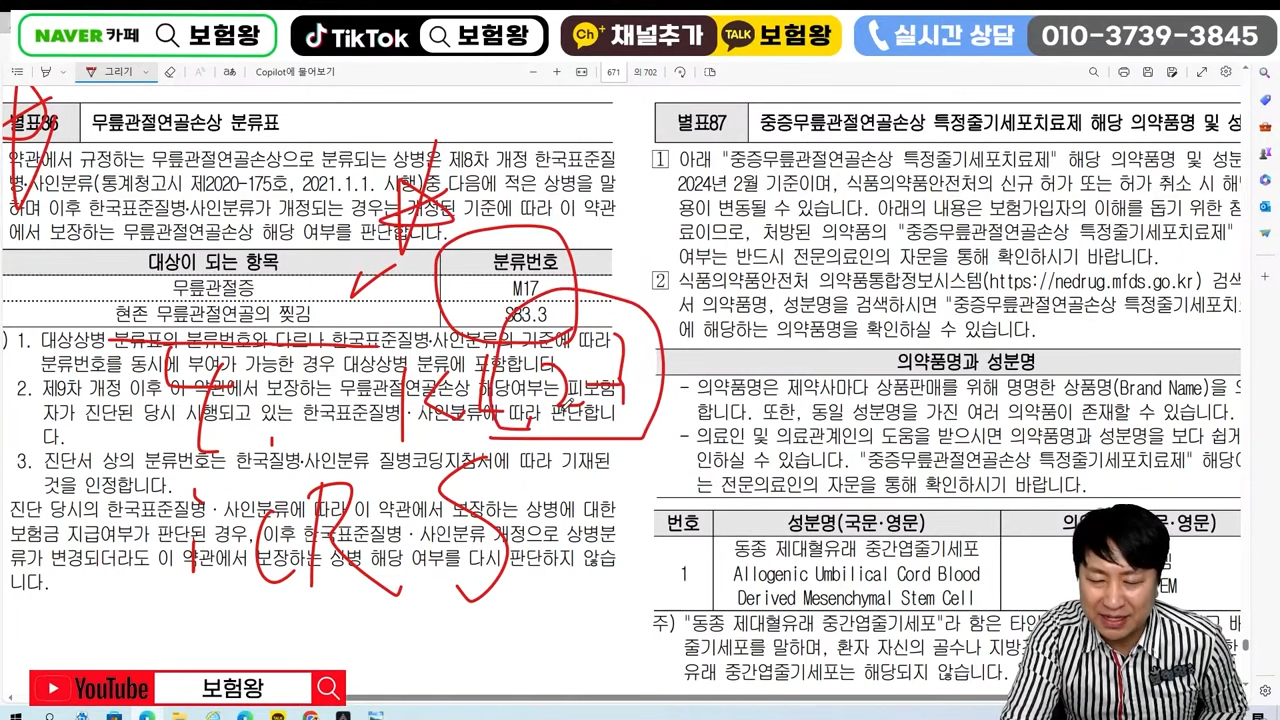 NAVER 카페 보험왕
TikTok 보험왕
Ch+ 채널추가 TALK 보험왕
실시간 상담 010-3739-3845
그리기 Copilot에 물어보기 671 의 702
별표86 무릎관절연골손상 분류표
약관에서 규정하는 무릎관절연골손상으로 분류되는 상병은 제8차 개정 한국표준질
병·사인분류(통계청고시 제2020-175호, 2021.1.1. 시행)중 다음에 적은 상병을 말
하며 이후 한국표준질병·사인분류가 개정되는 경우는 개정된 기준에 따라 이 약관
에서 보장하는 무릎관절연골손상 해당 여부를 판단합니다.
대상이 되는 항목 분류번호
무릎관절증 M17
현존 무릎관절연골의 찢김 S83.3
) 1. 대상상병 분류표의 분류번호와 다르나 한국표준질병·사인분류의 기준에 따라
분류번호를 동시에 부여가 가능한 경우 대상상병 분류에 포함합니다.
2. 제9차 개정 이후 이 약관에서 보장하는 무릎관절연골손상 해당여부는 피보험
자가 진단된 당시 시행되고 있는 한국표준질병·사인분류에 따라 판단합니
다.
3. 진단서 상의 분류번호는 한국질병·사인분류 질병코딩지침서에 따라 기재된
것을 인정합니다.
진단 당시의 한국표준질병·사인분류에 따라 이 약관에서 보장하는 상병에 대한
보험금 지급여부가 판단된 경우, 이후 한국표준질병·사인분류 개정으로 상병분
류가 변경되더라도 이 약관에서 보장하는 상병 해당 여부를 다시 판단하지 않습
니다.
별표87 중증무릎관절연골손상 특정줄기세포치료제 해당 의약품명 및 성
1 아래 "중증무릎관절연골손상 특정줄기세포치료제" 해당 의약품명 및 성분
2024년 2월 기준이며, 식품의약품안전처의 신규 허가 또는 허가 취소 시 해
용이 변동될 수 있습니다. 아래의 내용은 보험가입자의 이해를 돕기 위한 참
료이므로, 처방된 의약품의 "중증무릎관절연골손상 특정줄기세포치료제"
여부는 반드시 전문의료인의 자문을 통해 확인하시기 바랍니다.
2 식품의약품안전처 의약품통합정보시스템(https://nedrug.mfds.go.kr) 검색
서 의약품명, 성분명을 검색하시면 "중증무릎관절연골손상 특정줄기세포치료
에 해당하는 의약품명을 확인하실 수 있습니다.
의약품명과 성분명
- 의약품명은 제약사마다 상품판매를 위해 명명한 상품명(Brand Name)을 의
합니다. 또한, 동일 성분명을 가진 여러 의약품이 존재할 수 있습니다.
- 의료인 및 의료관계인의 도움을 받으시면 의약품명과 성분명을 보다 쉽게
인하실 수 있습니다. "중증무릎관절연골손상 특정줄기세포치료제" 해당
는 전문의료인의 자문을 통해 확인하시기 바랍니다.
번호 성분명(국문·영문) 문·영문)
1 동종 제대혈유래 중간엽줄기세포
Allogenic Umbilical Cord Blood
Derived Mesenchymal Stem Cell
주) "동종 제대혈유래 중간엽줄기세포"라 함은 타인
줄기세포를 말하며, 환자 자신의 골수나 지방
유래 중간엽줄기세포는 해당되지 않습니다.
YouTube 보험왕